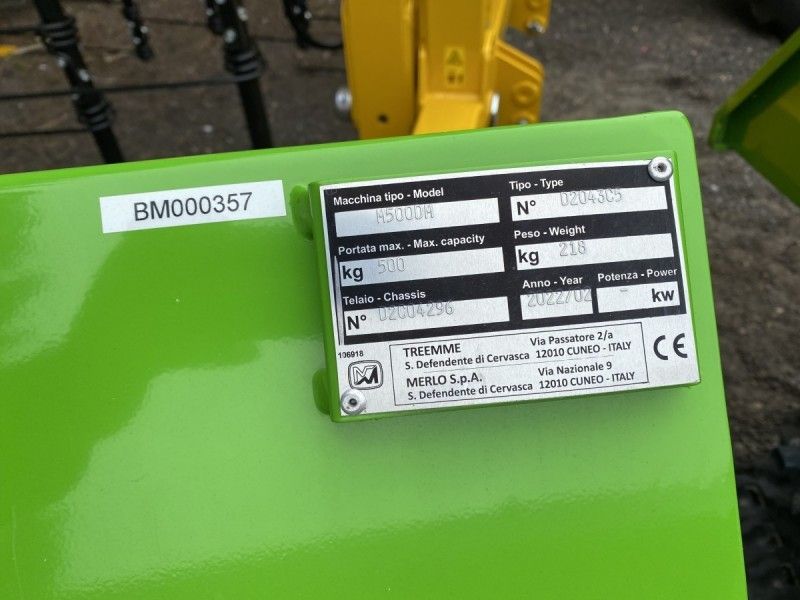 BM000357
Macchina tipo - Model
M500DM
Tipo - Type
N° D2043C5
Portata max. - Max. capacity
kg 500
Peso - Weight
kg 218
Telaio - Chassis
N° D2C04296
Anno - Year
2022/02
Potenza - Power
- kw
106918
TREEMME Via Passatore 2/a
S. Defendente di Cervasca 12010 CUNEO - ITALY
MERLO S.p.A. Via Nazionale 9
S. Defendente di Cervasca 12010 CUNEO - ITALY
CE